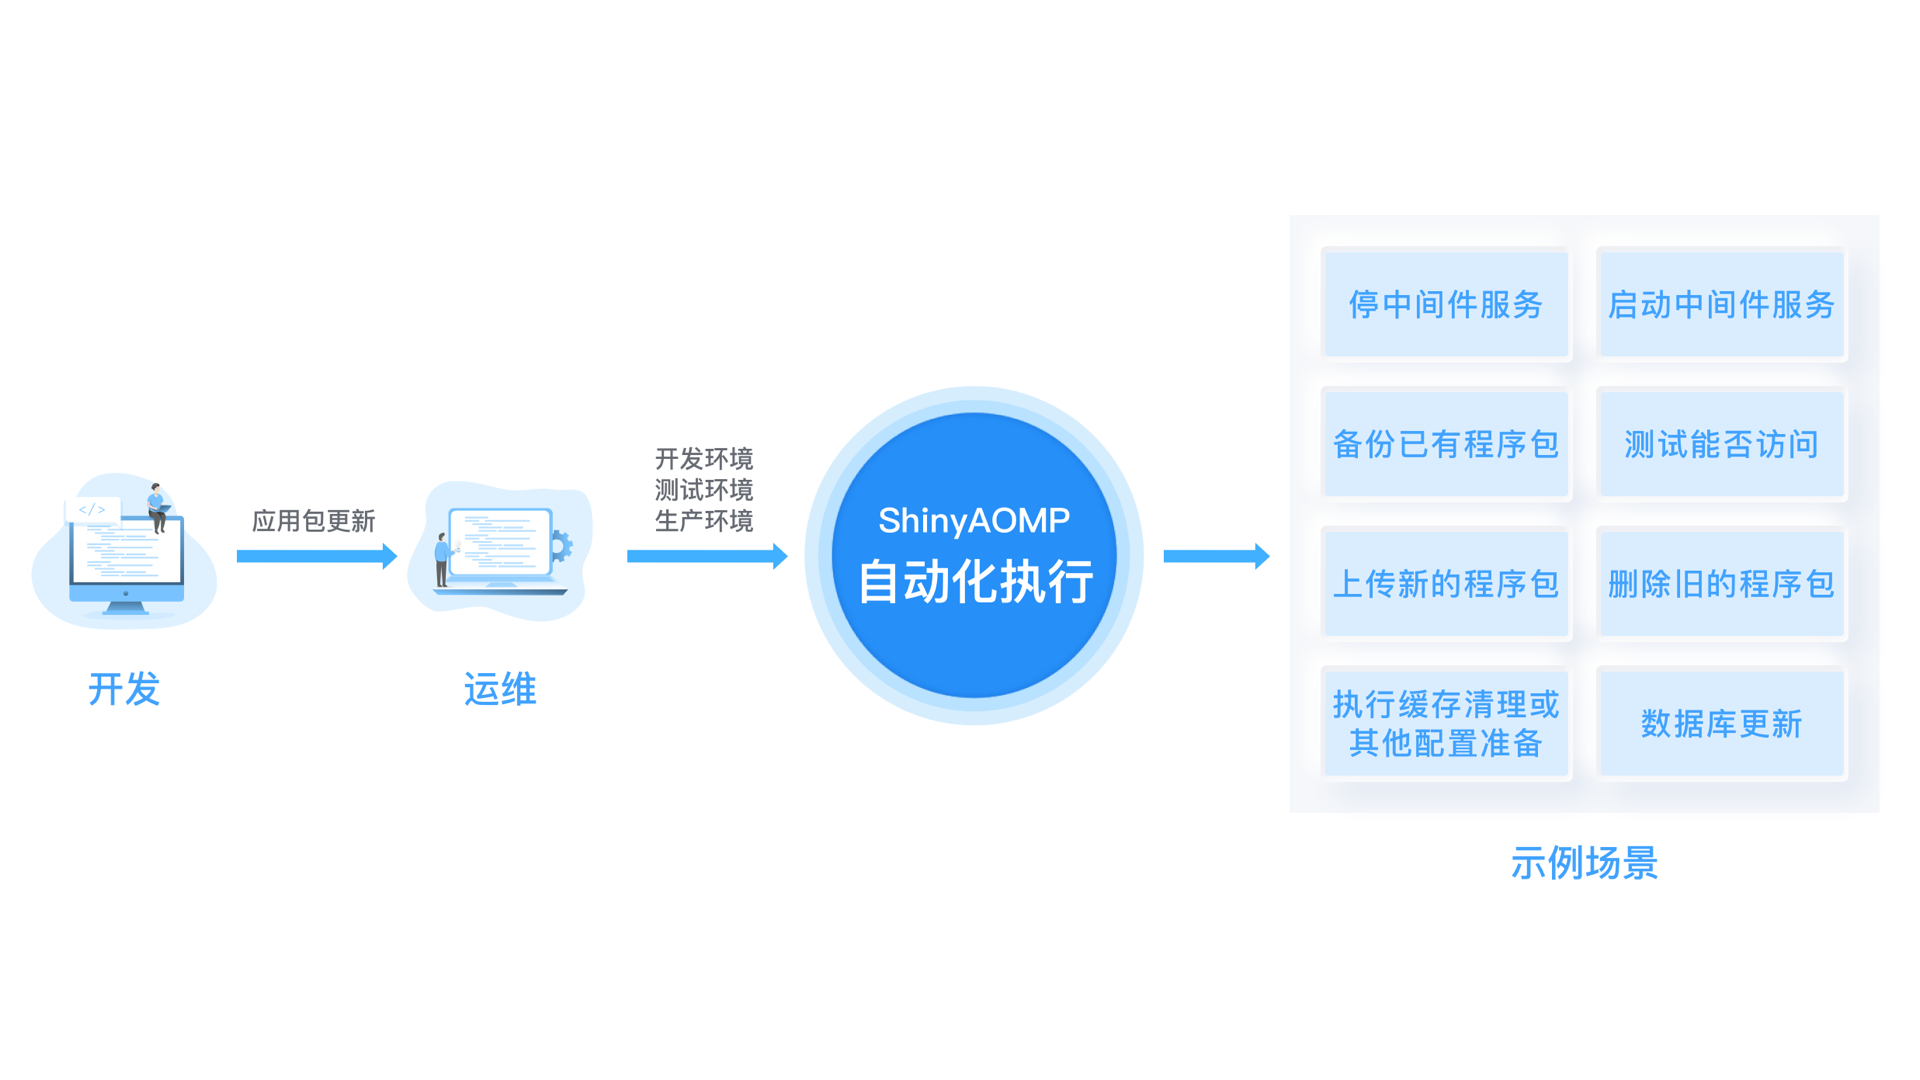 </>
开发
应用包更新
运维
开发环境
测试环境
生产环境
ShinyAOMP
自动化执行
停中间件服务
启动中间件服务
备份已有程序包
测试能否访问
上传新的程序包
删除旧的程序包
执行缓存清理或
其他配置准备
数据库更新
示例场景